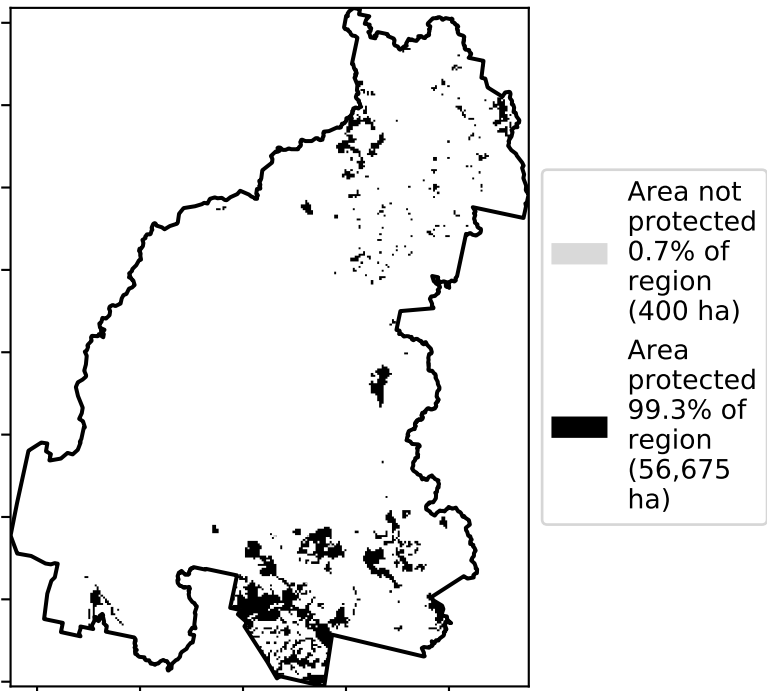 Area not
protected
0.7% of
region
(400 ha)
Area
protected
99.3% of
region
(56,675
ha)